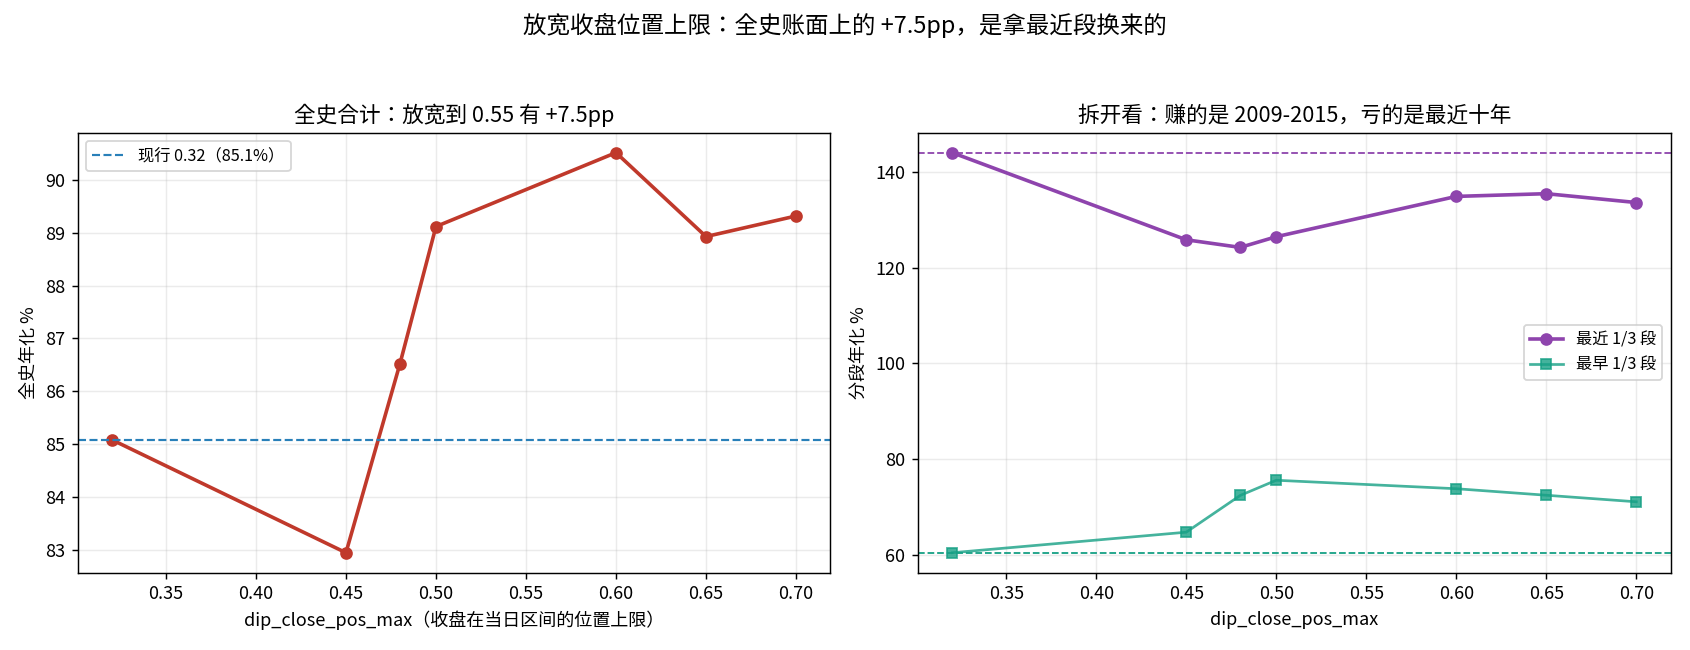 放宽收盘位置上限：全史账面上的 +7.5pp，是拿最近段换来的
全史合计：放宽到 0.55 有 +7.5pp
现行 0.32（85.1%）
全史年化 %
90
89
88
87
86
85
84
83
0.35 0.40 0.45 0.50 0.55 0.60 0.65 0.70
dip_close_pos_max（收盘在当日区间的位置上限）
拆开看：赚的是 2009-2015，亏的是最近十年
分段年化 %
140
120
100
80
60
最近 1/3 段
最早 1/3 段
0.35 0.40 0.45 0.50 0.55 0.60 0.65 0.70
dip_close_pos_max